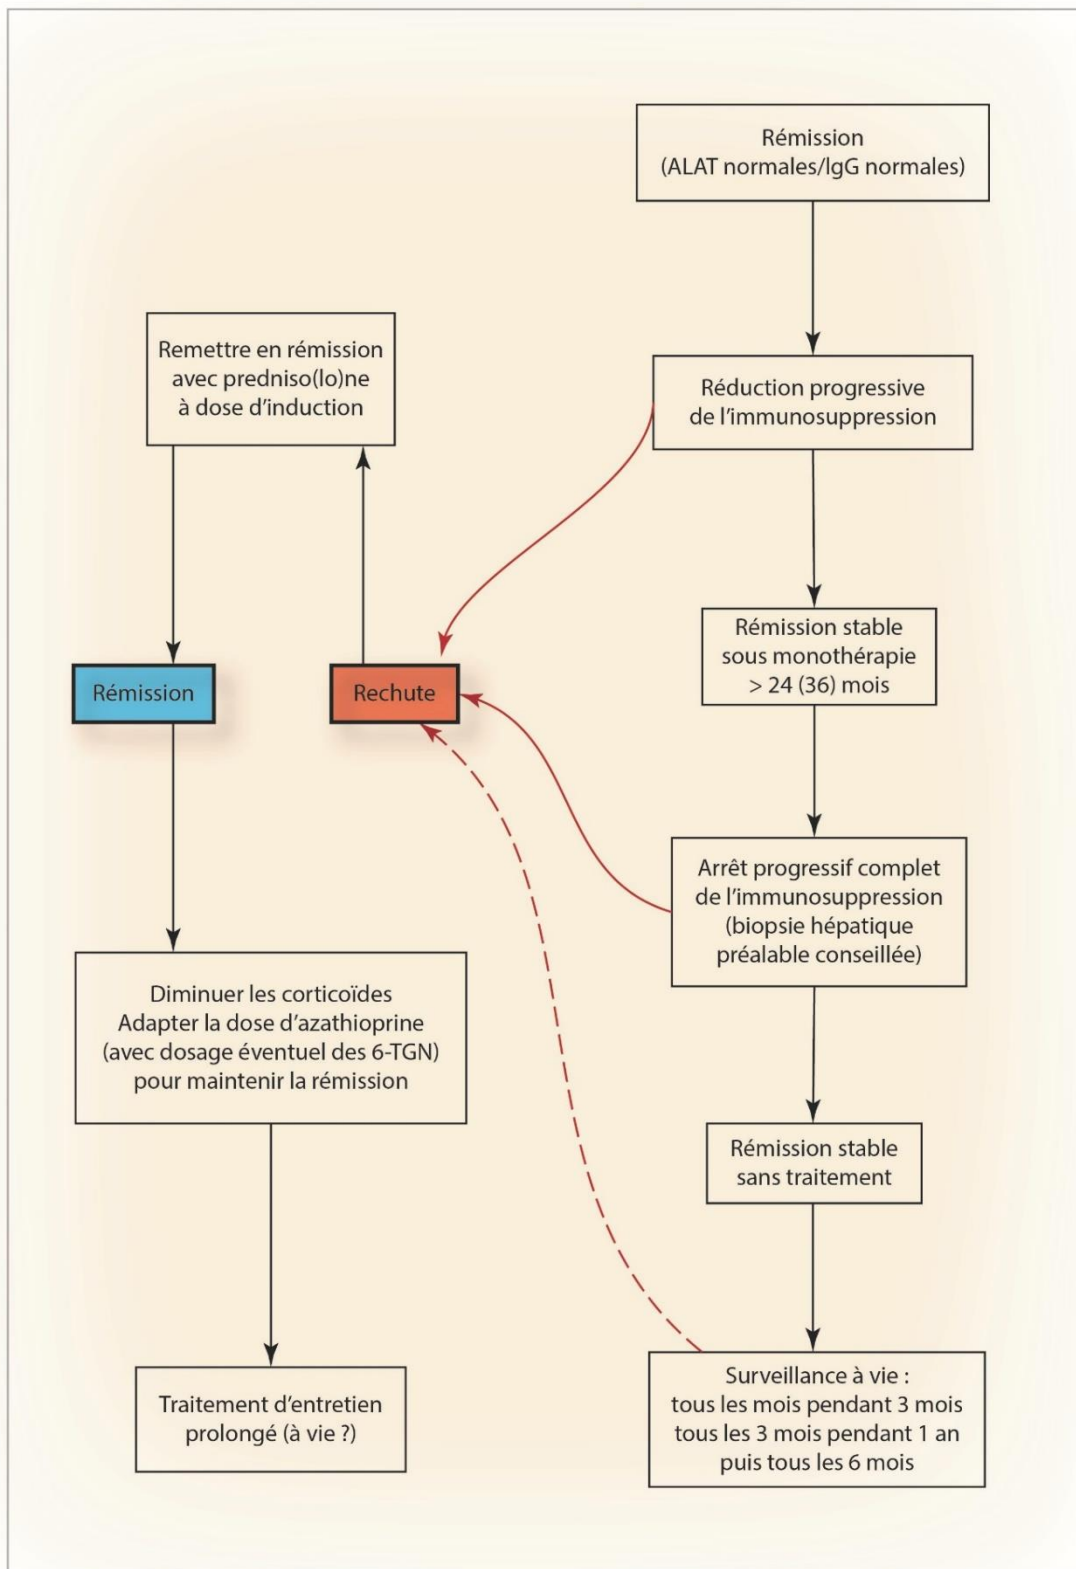 Rémission
(ALAT normales/IgG normales)
Réduction progressive
de l’immunosuppression
Rémission stable
sous monothérapie
> 24 (36) mois
Arrêt progressif complet
de l’immunosuppression
(biopsie hépatique
préalable conseillée)
Rémission stable
sans traitement
Surveillance à vie :
tous les mois pendant 3 mois
tous les 3 mois pendant 1 an
puis tous les 6 mois
Rechute
Remettre en rémission
avec predniso(lo)ne
à dose d’induction
Rémission
Diminuer les corticoïdes
Adapter la dose d’azathioprine
(avec dosage éventuel des 6-TGN)
pour maintenir la rémission
Traitement d’entretien
prolongé (à vie ?)